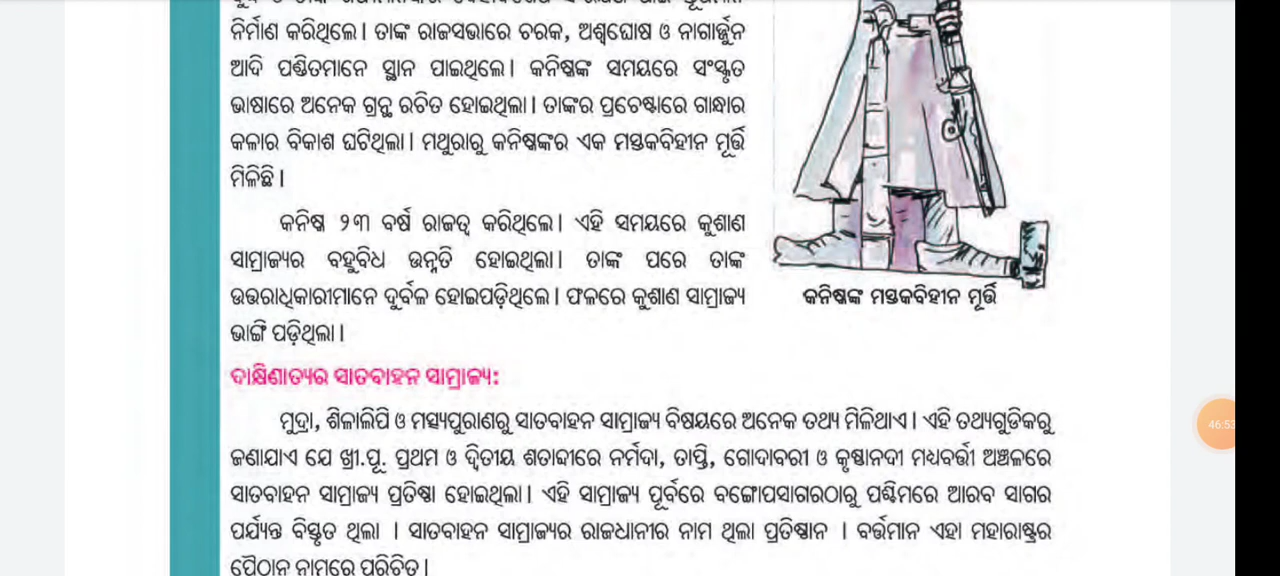 ନିର୍ମାଣ କରିଥିଲେ। ତାଙ୍କ ରାଜସଭାରେ ଚରକ, ଅଶ୍ୱଘୋଷ ଓ ନାଗାର୍ଜୁନ
ଆଦି ପଣ୍ଡିତମାନେ ସ୍ଥାନ ପାଇଥିଲେ। କନିଷ୍କଙ୍କ ସମୟରେ ସଂସ୍କୃତ
ଭାଷାରେ ଅନେକ ଗ୍ରନ୍ଥ ରଚିତ ହୋଇଥିଲା। ତାଙ୍କର ପ୍ରଚେଷ୍ଟାରେ ଗାନ୍ଧାର
କଳାର ବିକାଶ ଘଟିଥିଲା। ମଥୁରାରୁ କନିଷ୍କଙ୍କର ଏକ ମସ୍ତକବିହୀନ ମୂର୍ତ୍ତି
ମିଳିଛି।
କନିଷ୍କ ୨୩ ବର୍ଷ ରାଜତ୍ୱ କରିଥିଲେ। ଏହି ସମୟରେ କୁଶାଣ
ସାମ୍ରାଜ୍ୟର ବହୁବିଧ ଉନ୍ନତି ହୋଇଥିଲା। ତାଙ୍କ ପରେ ତାଙ୍କ
ଉତ୍ତରାଧିକାରୀମାନେ ଦୁର୍ବଳ ହୋଇପଡ଼ିଥିଲେ। ଫଳରେ କୁଶାଣ ସାମ୍ରାଜ୍ୟ
ଭାଙ୍ଗି ପଡ଼ିଥିଲା।
କନିଷ୍କଙ୍କ ମସ୍ତକବିହୀନ ମୂର୍ତ୍ତି
ଦାକ୍ଷିଣାତ୍ୟର ସାତବାହନ ସାମ୍ରାଜ୍ୟ:
ମୁଦ୍ରା, ଶିଳାଲିପି ଓ ମତ୍ସ୍ୟପୁରାଣରୁ ସାତବାହନ ସାମ୍ରାଜ୍ୟ ବିଷୟରେ ଅନେକ ତଥ୍ୟ ମିଳିଥାଏ। ଏହି ତଥ୍ୟଗୁଡିକରୁ
ଜଣାଯାଏ ଯେ ଖ୍ରୀ.ପୂ. ପ୍ରଥମ ଓ ଦ୍ୱିତୀୟ ଶତାବ୍ଦୀରେ ନର୍ମଦା, ତାପ୍ତି, ଗୋଦାବରୀ ଓ କୃଷ୍ଣାନଦୀ ମଧ୍ୟବର୍ତ୍ତୀ ଅଞ୍ଚଳରେ
ସାତବାହନ ସାମ୍ରାଜ୍ୟ ପ୍ରତିଷ୍ଠା ହୋଇଥିଲା। ଏହି ସାମ୍ରାଜ୍ୟ ପୂର୍ବରେ ବଙ୍ଗୋପସାଗରଠାରୁ ପଶ୍ଚିମରେ ଆରବ ସାଗର
ପର୍ଯ୍ୟନ୍ତ ବିସ୍ତୃତ ଥିଲା । ସାତବାହନ ସାମ୍ରାଜ୍ୟର ରାଜଧାନୀର ନାମ ଥିଲା ପ୍ରତିଷ୍ଠାନ । ବର୍ତ୍ତମାନ ଏହା ମହାରାଷ୍ଟ୍ରର
ପୈଠାନ ନାମରେ ପରିଚିତ।
46:53